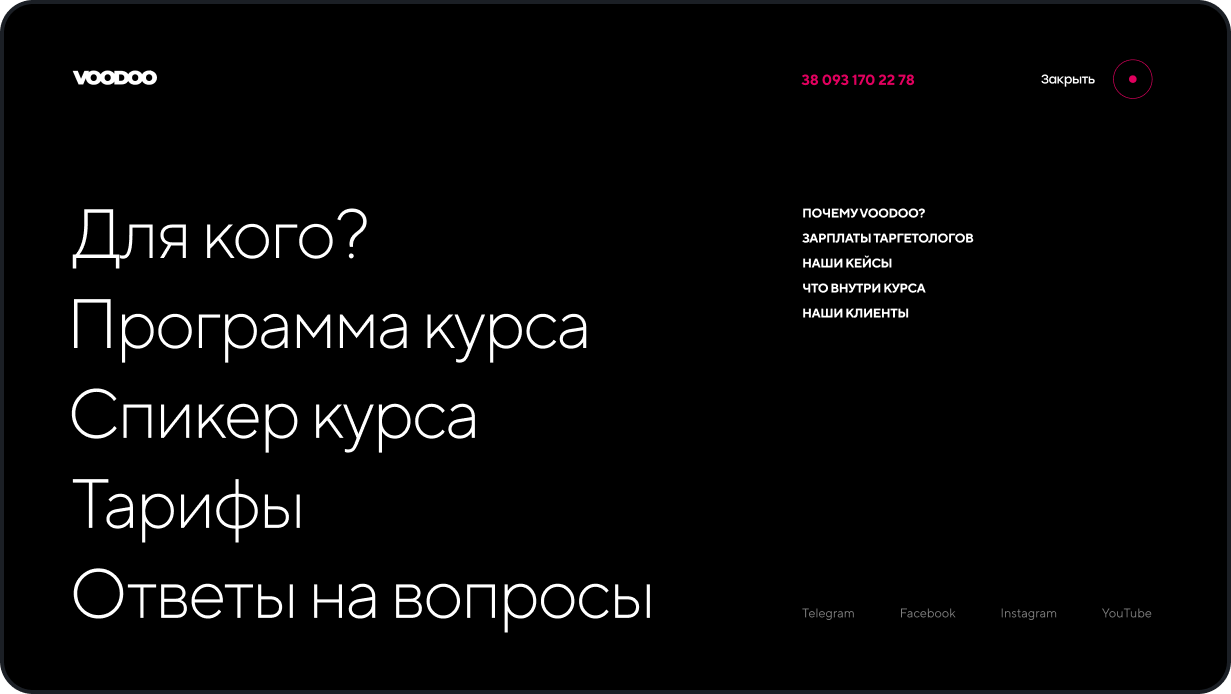 VOODOO
38 093 170 22 78
Закрыть
Для кого?
Программа курса
Спикер курса
Тарифы
Ответы на вопросы
ПОЧЕМУ VOODOO?
ЗАРПЛАТЫ ТАРГЕТОЛОГОВ
НАШИ КЕЙСЫ
ЧТО ВНУТРИ КУРСА
НАШИ КЛИЕНТЫ
Telegram
Facebook
Instagram
YouTube